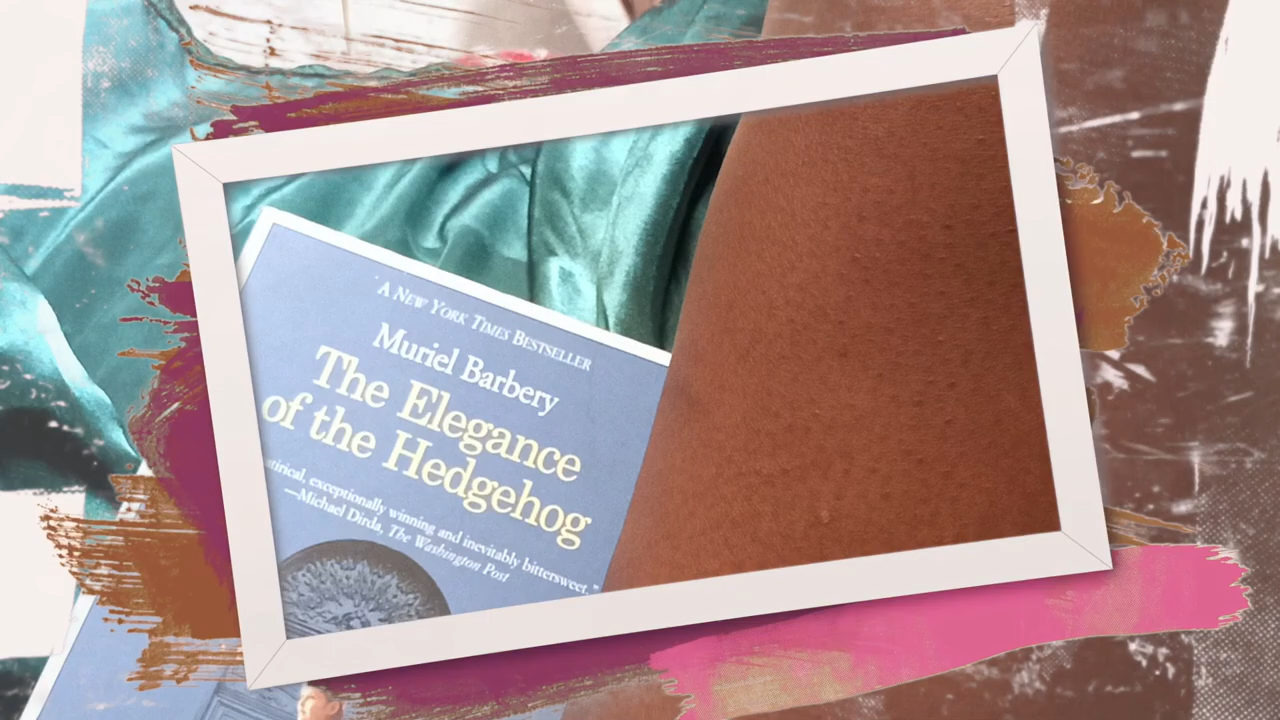 A NEW YORK TIMES BESTSELLER
Muriel Barbery
The Elegance
of the Hedgehog
exceptionally winning and inevitably bittersweet."
—Michael Dirda, The Washington Post